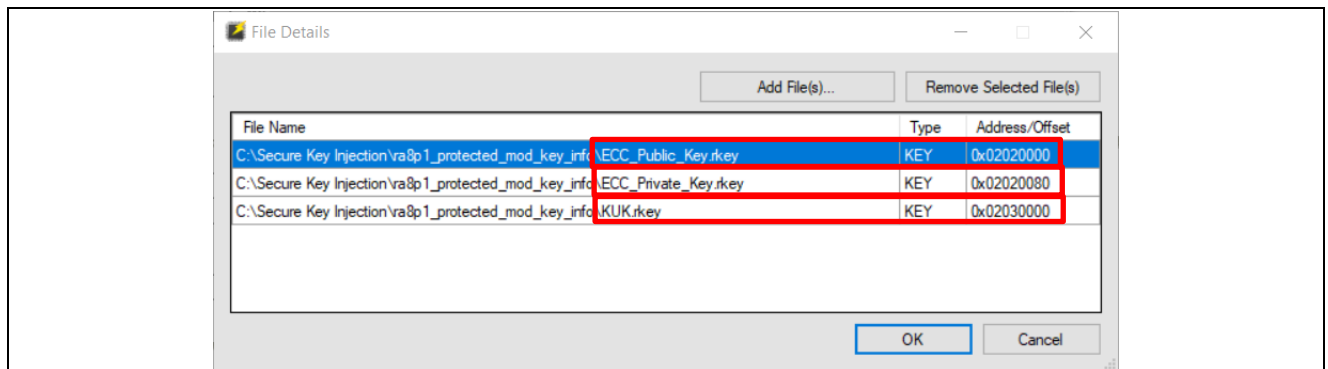 File Details
Add File(s)... Remove Selected File(s)
File Name Type Address/Offset
C:\Secure Key Injection\ra8p1_protected_mod_key_info\ECC_Public_Key.rkey KEY 0x02020000
C:\Secure Key Injection\ra8p1_protected_mod_key_info\ECC_Private_Key.rkey KEY 0x02020080
C:\Secure Key Injection\ra8p1_protected_mod_key_info\KUK.rkey KEY 0x02030000
OK Cancel